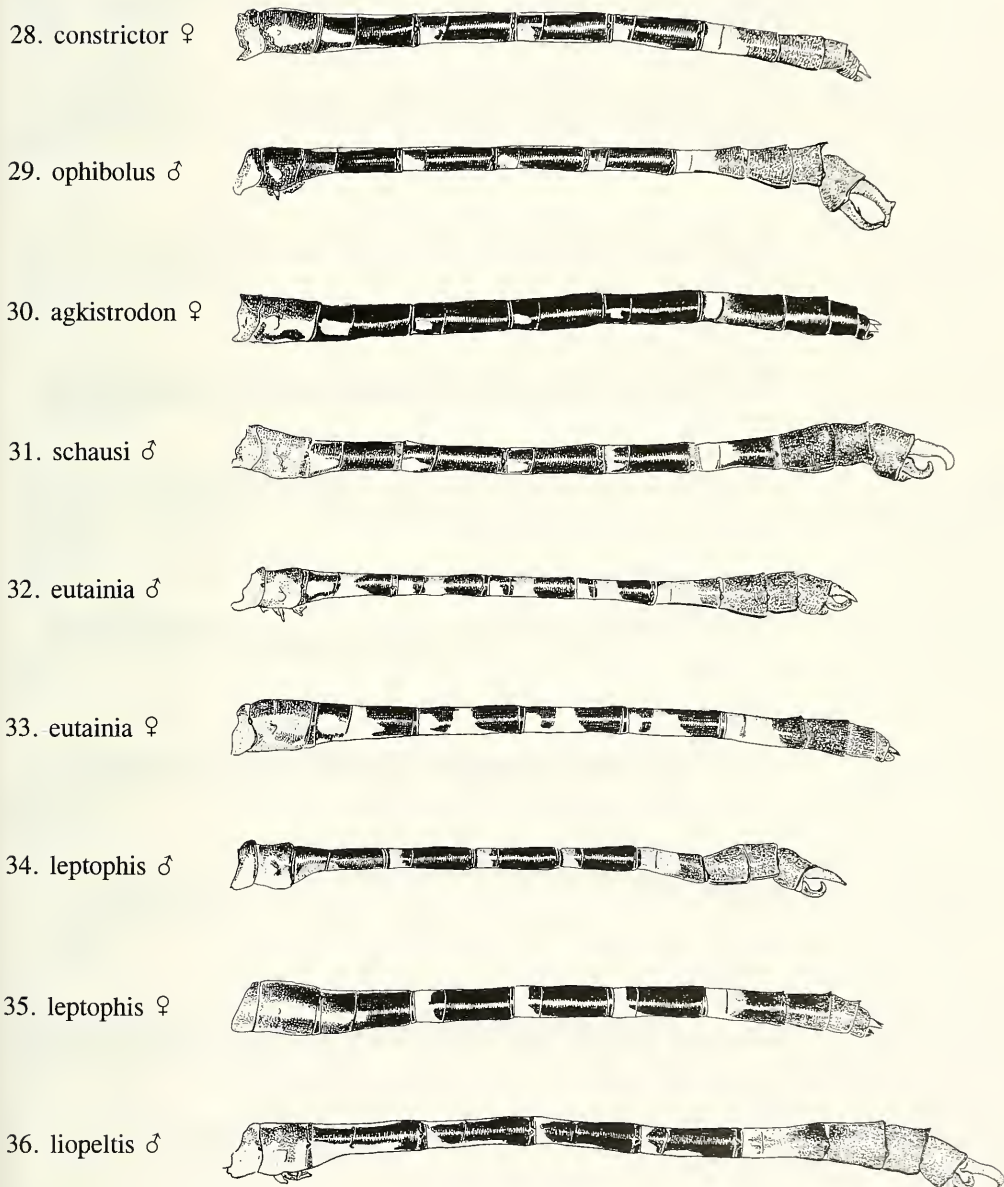 28. constrictor ♀
29. ophibolus ♂
30. agkistrodon ♀
31. schausi ♂
32. eutainia ♂
33. eutainia ♀
34. leptophis ♂
35. leptophis ♀
36. liopeltis ♂